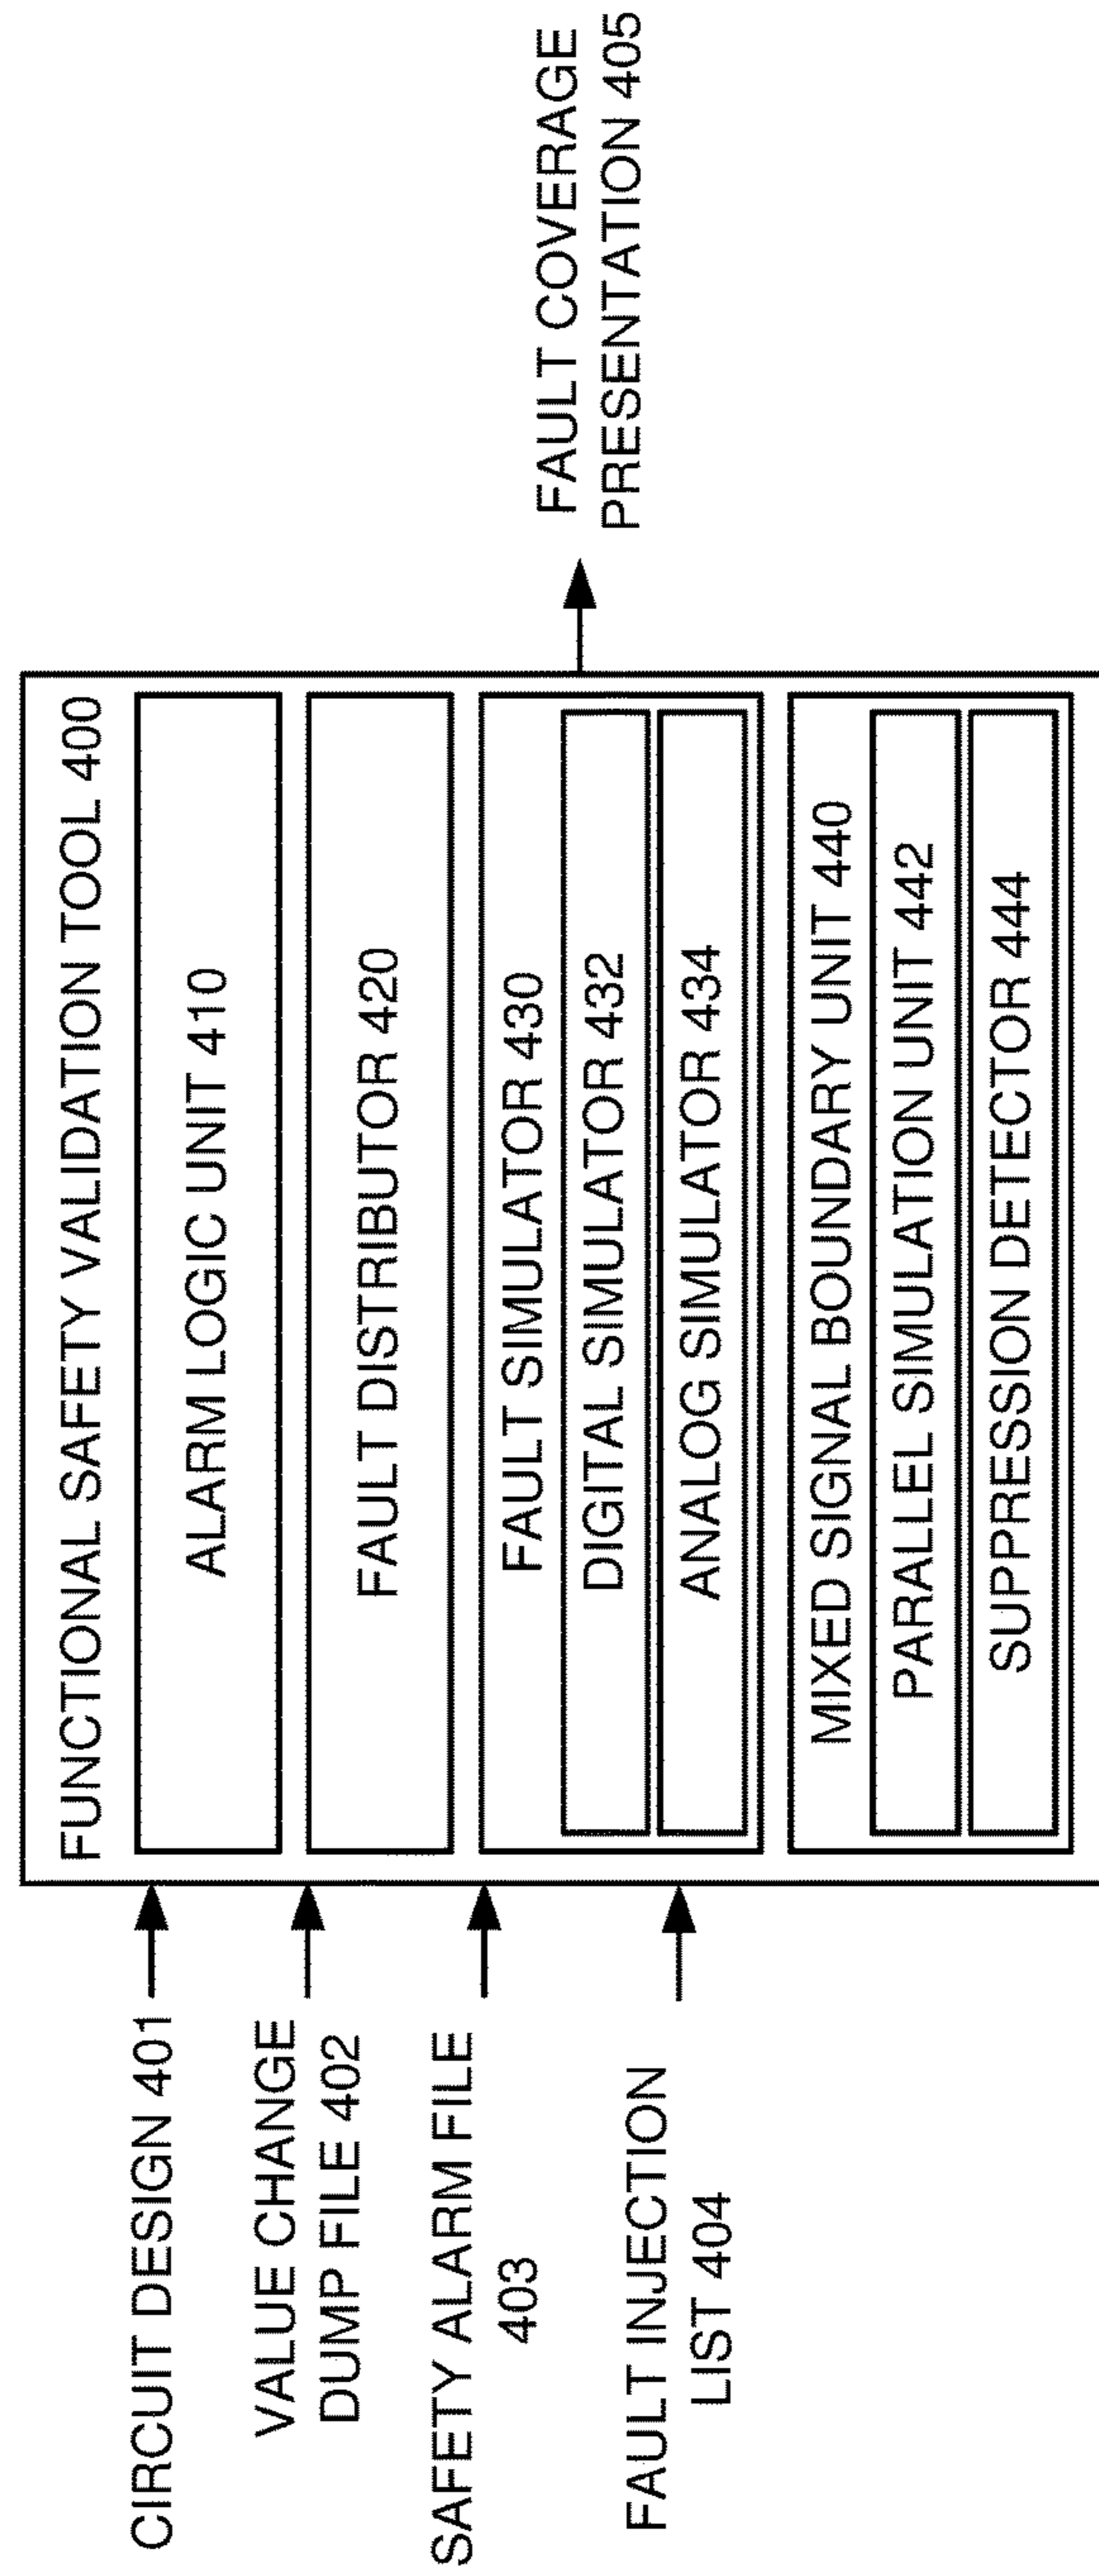 CIRCUIT DESIGN 401
VALUE CHANGE
DUMP FILE 402
SAFETY ALARM FILE
403
FAULT INJECTION
LIST 404
FUNCTIONAL SAFETY VALIDATION TOOL 400
ALARM LOGIC UNIT 410
FAULT DISTRIBUTOR 420
FAULT SIMULATOR 430
DIGITAL SIMULATOR 432
ANALOG SIMULATOR 434
MIXED SIGNAL BOUNDARY UNIT 440
PARALLEL SIMULATION UNIT 442
SUPPRESSION DETECTOR 444
FAULT COVERAGE
PRESENTATION 405